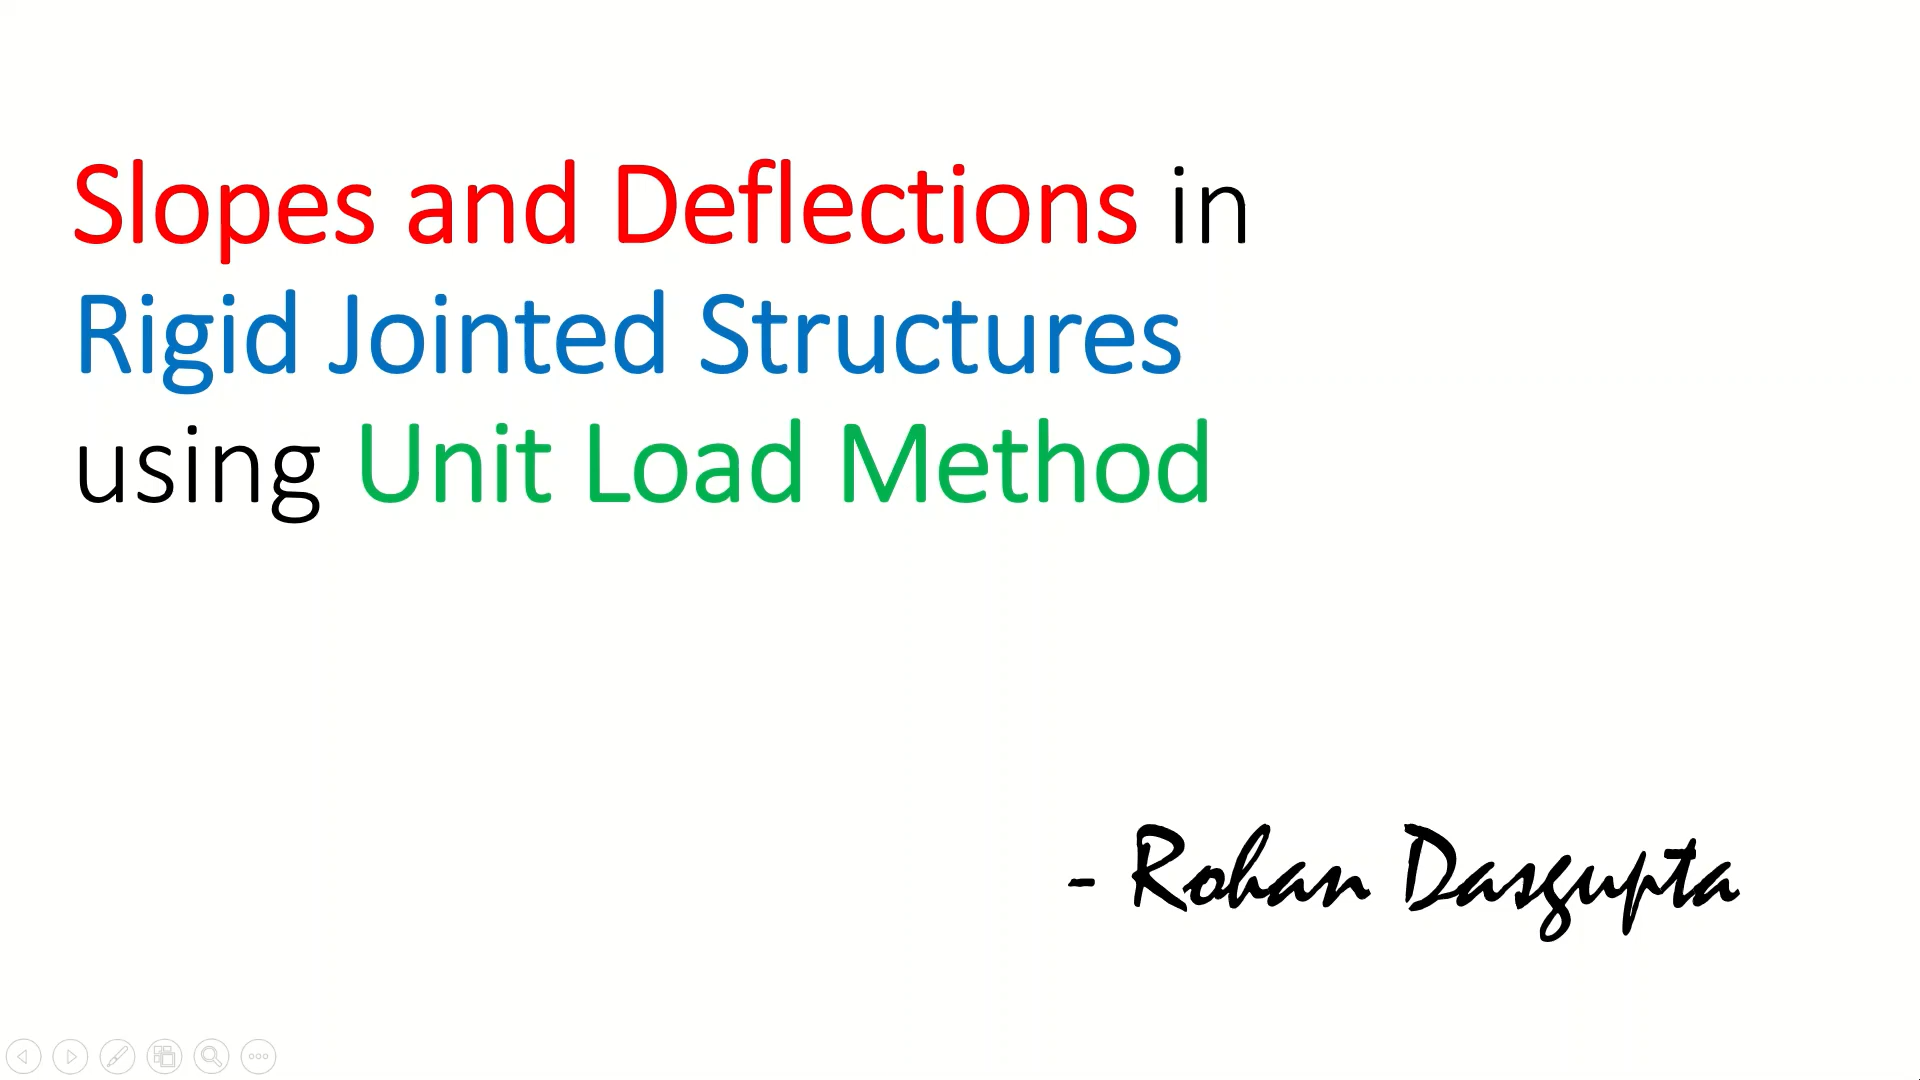 Slopes and Deflections in
Rigid Jointed Structures
using Unit Load Method
- Rohan Dasgupta